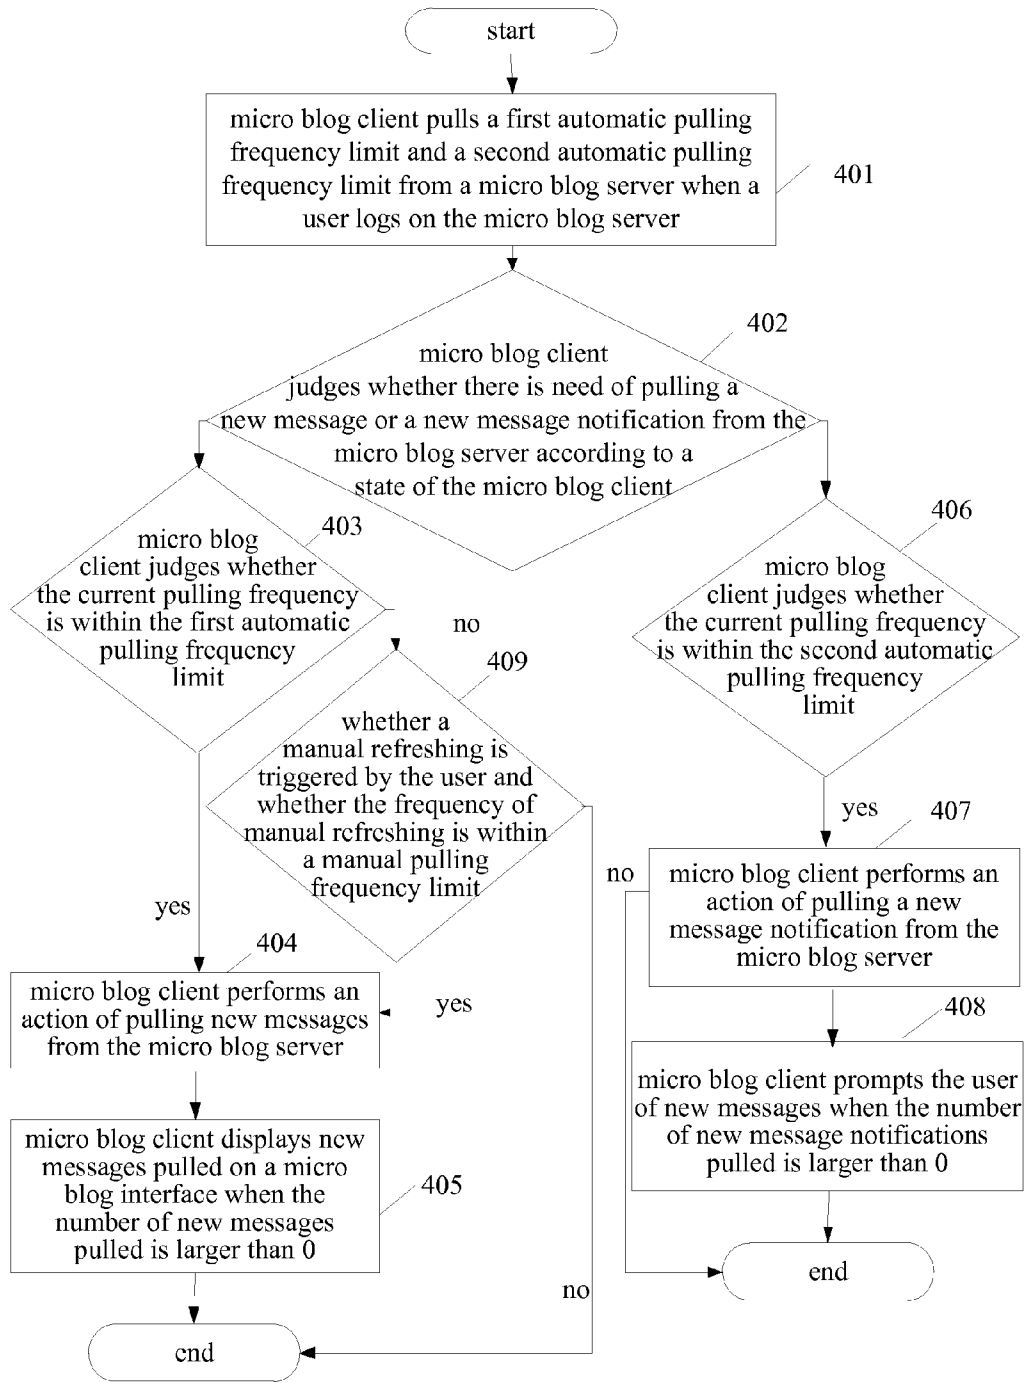 start
micro blog client pulls a first automatic pulling
frequency limit and a second automatic pulling
frequency limit from a micro blog server when a
user logs on the micro blog server
401
402
micro blog client
judges whether there is need of pulling a
new message or a new message notification from the
micro blog server according to a
state of the micro blog client
403
micro blog
client judges whether
the current pulling frequency
is within the first automatic
pulling frequency
limit
no
406
micro blog
client judges whether
the current pulling frequency
is within the second automatic
pulling frequency
limit
409
whether a
manual refreshing is
triggered by the user and
whether the frequency of
manual refreshing is within
a manual pulling
frequency limit
yes
407
no
micro blog client performs an
action of pulling a new
message notification from the
micro blog server
yes
404
micro blog client performs an
action of pulling new messages
from the micro blog server
yes
408
micro blog client prompts the user
of new messages when the number
of new message notifications
pulled is larger than 0
micro blog client displays new
messages pulled on a micro
blog interface when the
number of new messages
pulled is larger than 0
405
end
no
end